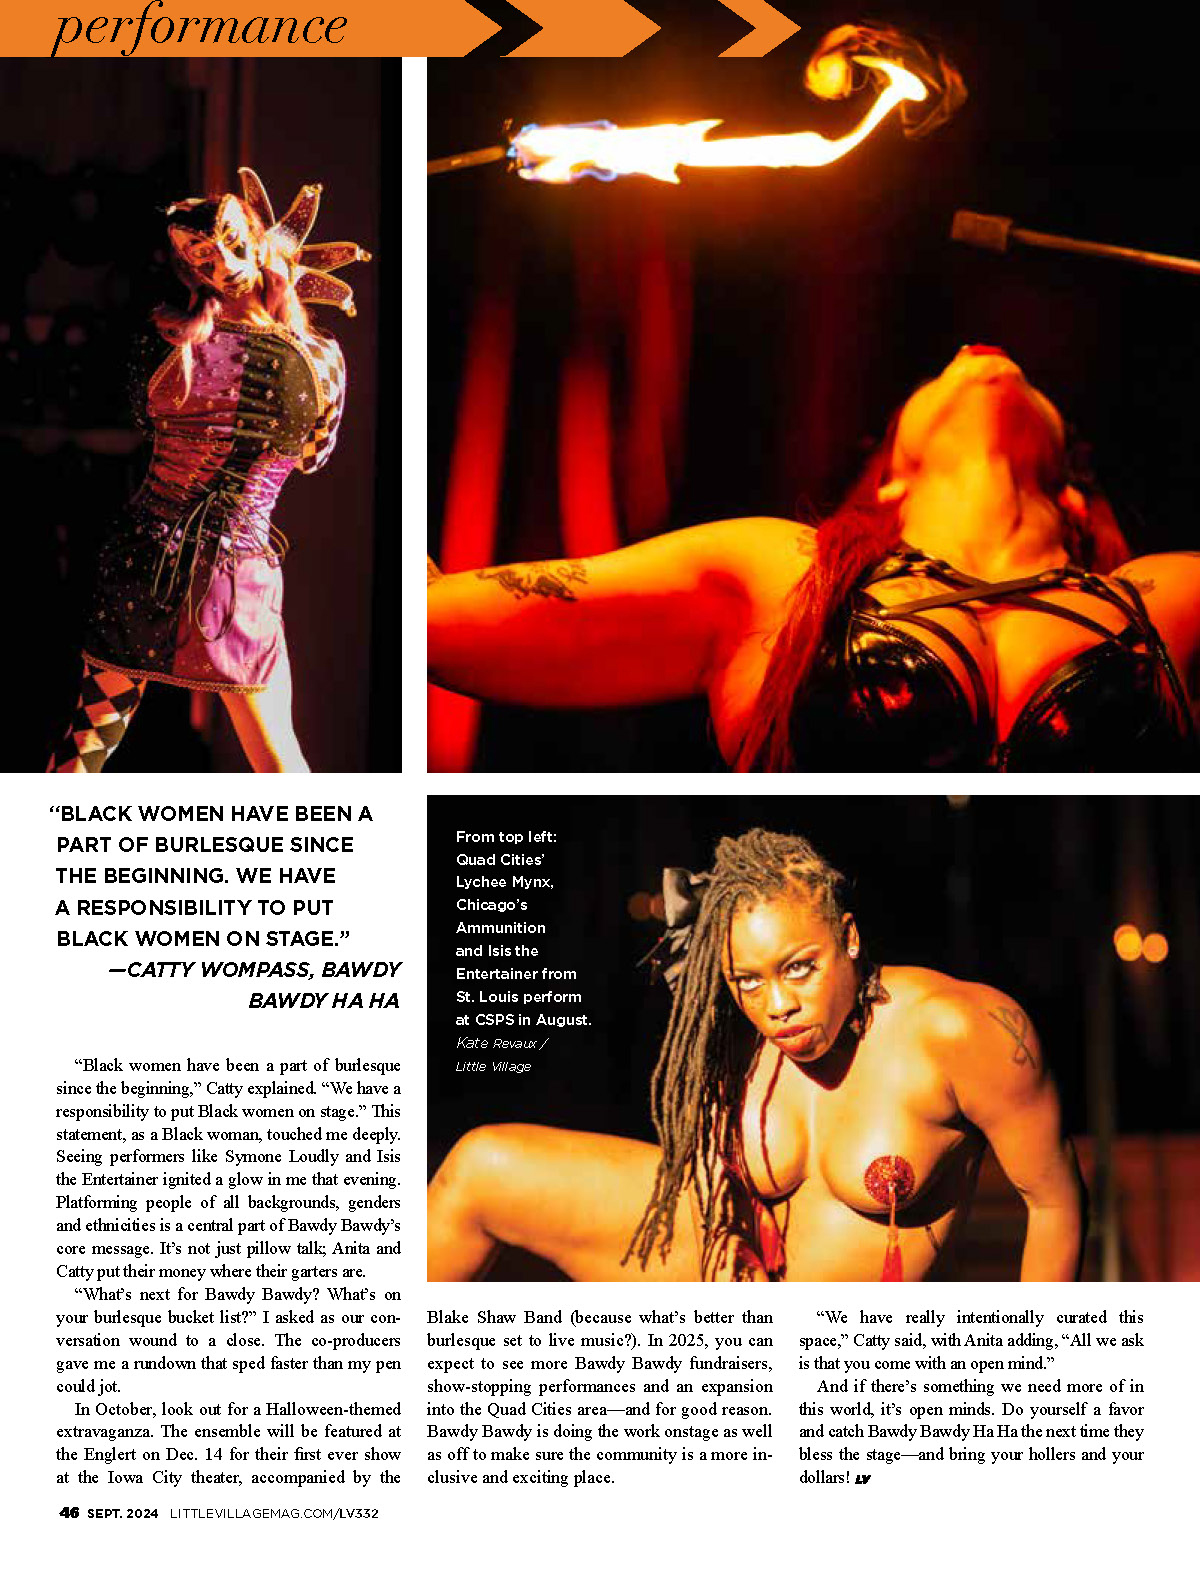 performance
“BLACK WOMEN HAVE BEEN A
PART OF BURLESQUE SINCE
THE BEGINNING. WE HAVE
A RESPONSIBILITY TO PUT
BLACK WOMEN ON STAGE.”
—CATTY WOMPASS, BAWDY
BAWDY HA HA
From top left:
Quad Cities’
Lychee Mynx,
Chicago’s
Ammunition
and Isis the
Entertainer from
St. Louis perform
at CSPS in August.
Kate Revaux /
Little Village
“Black women have been a part of burlesque
since the beginning,” Catty explained. “We have a
responsibility to put Black women on stage.” This
statement, as a Black woman, touched me deeply.
Seeing performers like Symone Loudly and Isis
the Entertainer ignited a glow in me that evening.
Platforming people of all backgrounds, genders
and ethnicities is a central part of Bawdy Bawdy’s
core message. It’s not just pillow talk; Anita and
Catty put their money where their garters are.
“What’s next for Bawdy Bawdy? What’s on
your burlesque bucket list?” I asked as our con-
versation wound to a close. The co-producers
gave me a rundown that sped faster than my pen
could jot.
In October, look out for a Halloween-themed
extravaganza. The ensemble will be featured at
the Englert on Dec. 14 for their first ever show
at the Iowa City theater, accompanied by the
Blake Shaw Band (because what’s better than
burlesque set to live music?). In 2025, you can
expect to see more Bawdy Bawdy fundraisers,
show-stopping performances and an expansion
into the Quad Cities area—and for good reason.
Bawdy Bawdy is doing the work onstage as well
as off to make sure the community is a more in-
clusive and exciting place.
“We have really intentionally curated this
space,” Catty said, with Anita adding, “All we ask
is that you come with an open mind.”
And if there’s something we need more of in
this world, it’s open minds. Do yourself a favor
and catch Bawdy Bawdy Ha Ha the next time they
bless the stage—and bring your hollers and your
dollars! LV
46 SEPT. 2024 LITTLEVILLAGEMAG.COM/LV332